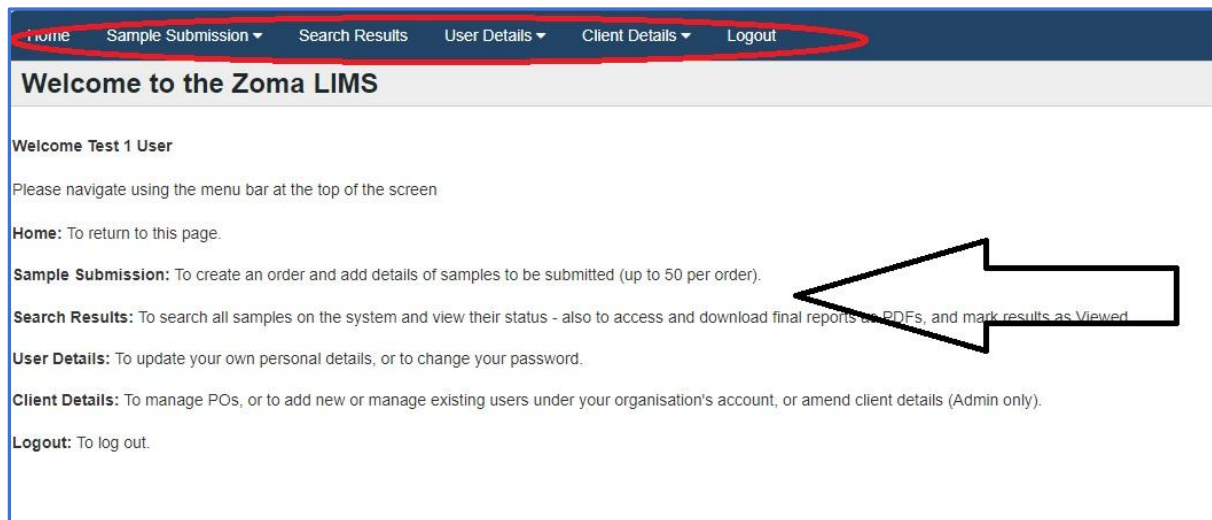 Home Sample Submission Search Results User Details Client Details Logout
Welcome to the Zoma LIMS
Welcome Test 1 User
Please navigate using the menu bar at the top of the screen
Home: To return to this page.
Sample Submission: To create an order and add details of samples to be submitted (up to 50 per order).
Search Results: To search all samples on the system and view their status - also to access and download final reports as PDFs, and mark results as Viewed
User Details: To update your own personal details, or to change your password.
Client Details: To manage POs, or to add new or manage existing users under your organisation's account, or amend client details (Admin only).
Logout: To log out.